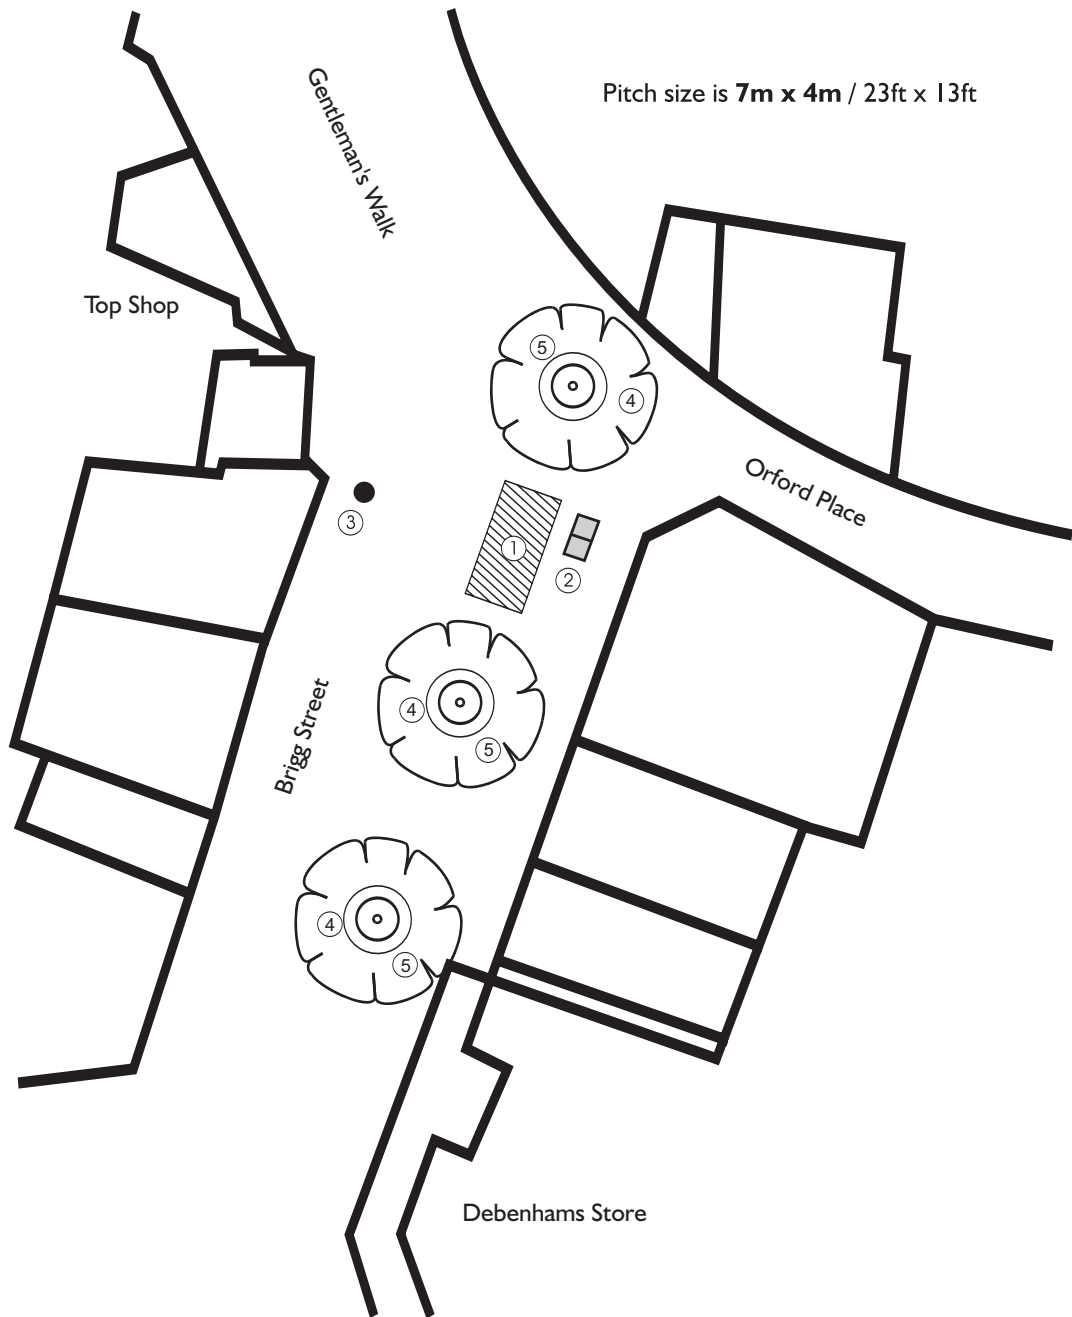 Gentleman's Walk
Pitch size is 7m x 4m / 23ft x 13ft
Top Shop
5
4
Orford Place
3
1
2
Brigg Street
4
5
4
5
Debenhams Store